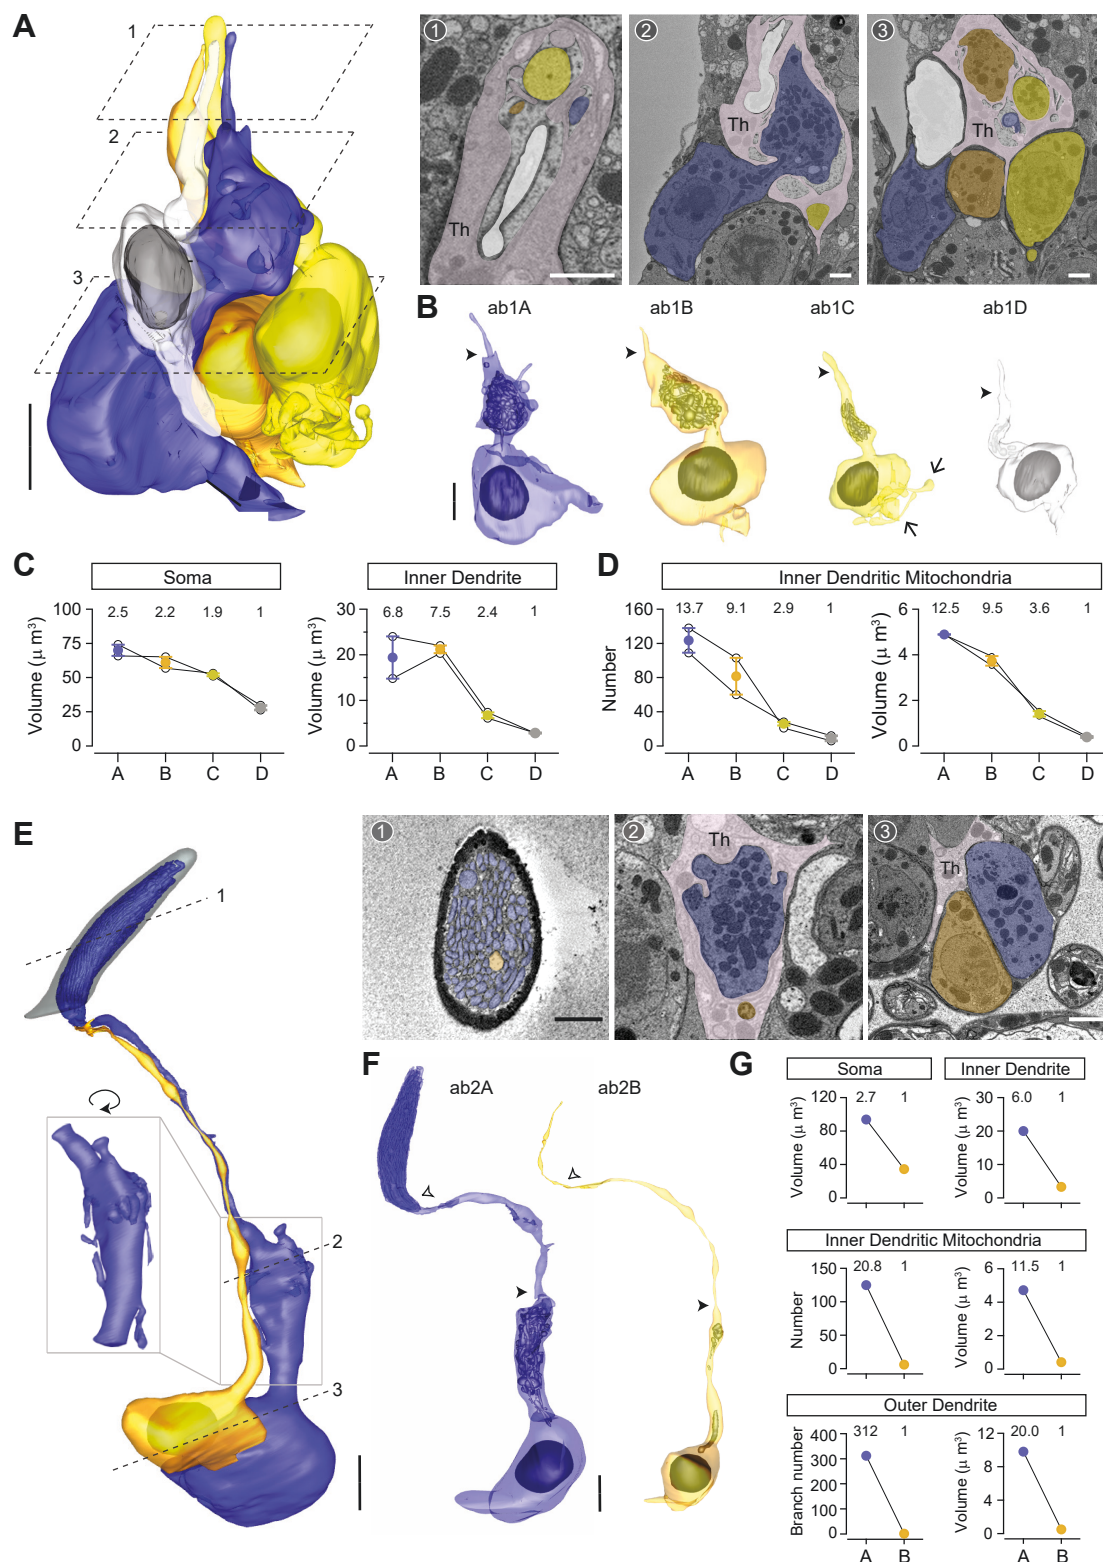 A
1
2
3
1
Th
2
Th
3
Th
B
ab1A
ab1B
ab1C
ab1D
C
Soma
2.5 2.2 1.9 1
Volume (μ m³)
100
75
50
25
0
A B C D
Inner Dendrite
6.8 7.5 2.4 1
Volume (μ m³)
30
20
10
0
A B C D
D
Inner Dendritic Mitochondria
13.7 9.1 2.9 1
Number
160
120
80
40
0
A B C D
12.5 9.5 3.6 1
Volume (μ m³)
6
4
2
0
A B C D
E
1
2
3
1
2
Th
3
Th
F
ab2A
ab2B
G
Soma
2.7 1
Volume (μ m³)
120
80
40
0
Inner Dendrite
6.0 1
Volume (μ m³)
30
20
10
0
Inner Dendritic Mitochondria
20.8 1
Number
150
100
50
0
11.5 1
Volume (μ m³)
6
4
2
0
Outer Dendrite
312 1
Branch number
400
300
200
100
0
A B
20.0 1
Volume (μ m³)
12
8
4
0
A B